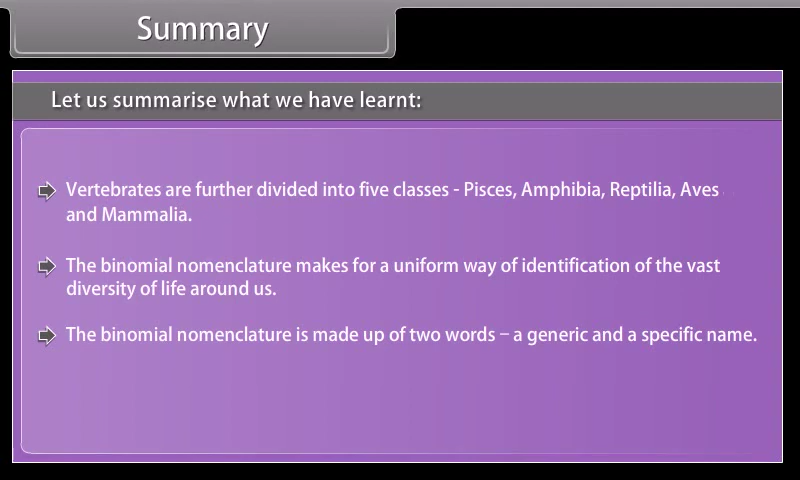 Summary
Let us summarise what we have learnt:
Vertebrates are further divided into five classes - Pisces, Amphibia, Reptilia, Aves
and Mammalia.
The binomial nomenclature makes for a uniform way of identification of the vast
diversity of life around us.
The binomial nomenclature is made up of two words – a generic and a specific name.